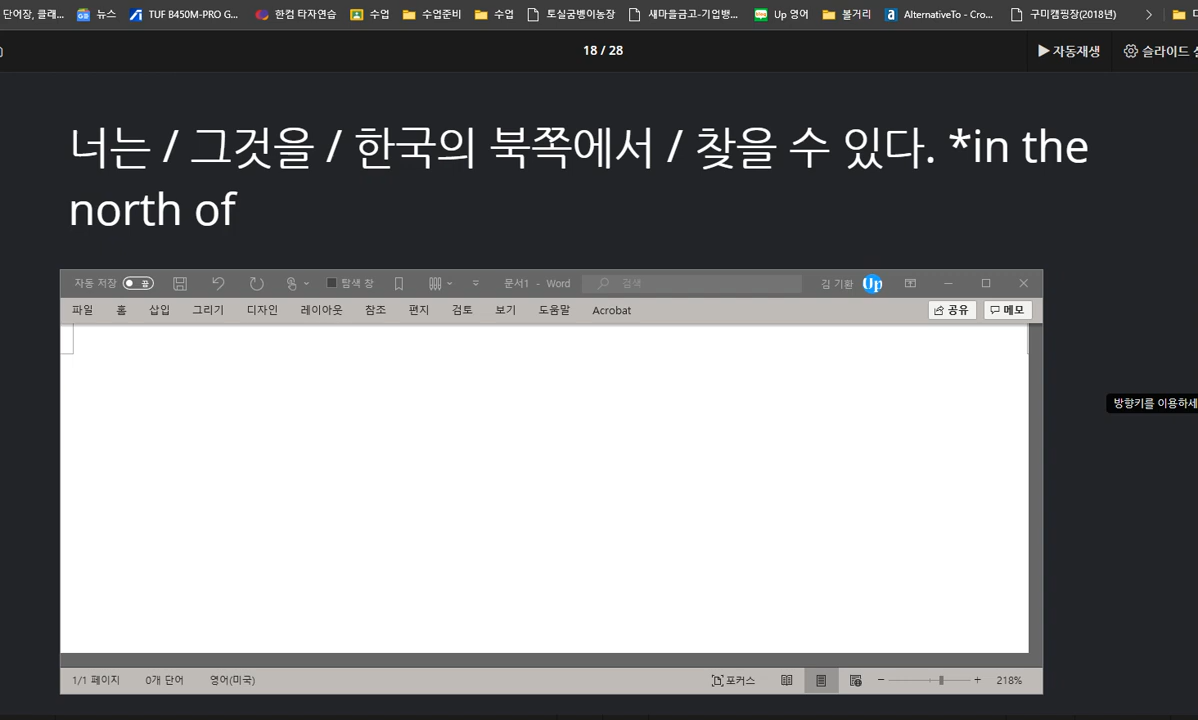 단어장, 클래... 뉴스 TUF B450M-PRO G... 한컴 타자연습 수업 수업준비 수업 토실굼벵이농장 새마을금고-기업뱅... Up 영어 볼거리 AlternativeTo - Cro... 구미캠핑장(2018년)
18 / 28 자동재생 슬라이드
너는 / 그것을 / 한국의 북쪽에서 / 찾을 수 있다. *in the
north of
자동 저장 끔 탐색 창 문서1 - Word 검색 김 기환 Up
파일 홈 삽입 그리기 디자인 레이아웃 참조 편지 검토 보기 도움말 Acrobat 공유 메모
방향키를 이용하세
1/1 페이지 0개 단어 영어(미국) 포커스 218%